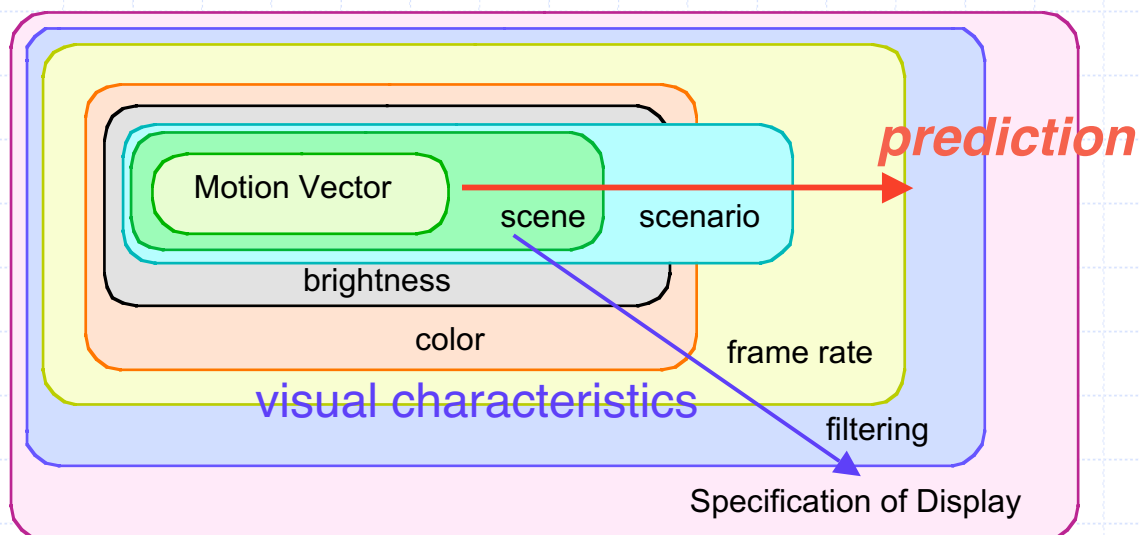 prediction
Motion Vector
scene
scenario
brightness
color
frame rate
visual characteristics
filtering
Specification of Display